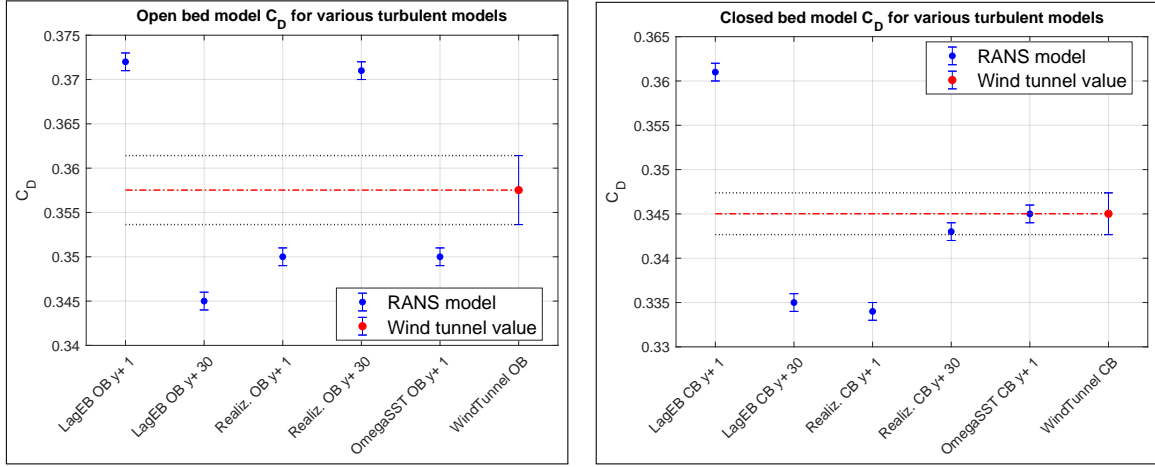 Open bed model C_D for various turbulent models
0.375
0.37
0.365
0.36
0.355
0.35
0.345
0.34
C_D
RANS model
Wind tunnel value
LagEB OB y+ 1
LagEB OB y+ 30
Realiz. OB y+ 1
Realiz. OB y+ 30
OmegaSST OB y+ 1
WindTunnel OB
Closed bed model C_D for various turbulent models
0.365
0.36
0.355
0.35
0.345
0.34
0.335
0.33
C_D
RANS model
Wind tunnel value
LagEB CB y+ 1
LagEB CB y+ 30
Realiz. CB y+ 1
Realiz. CB y+ 30
OmegaSST CB y+ 1
WindTunnel CB